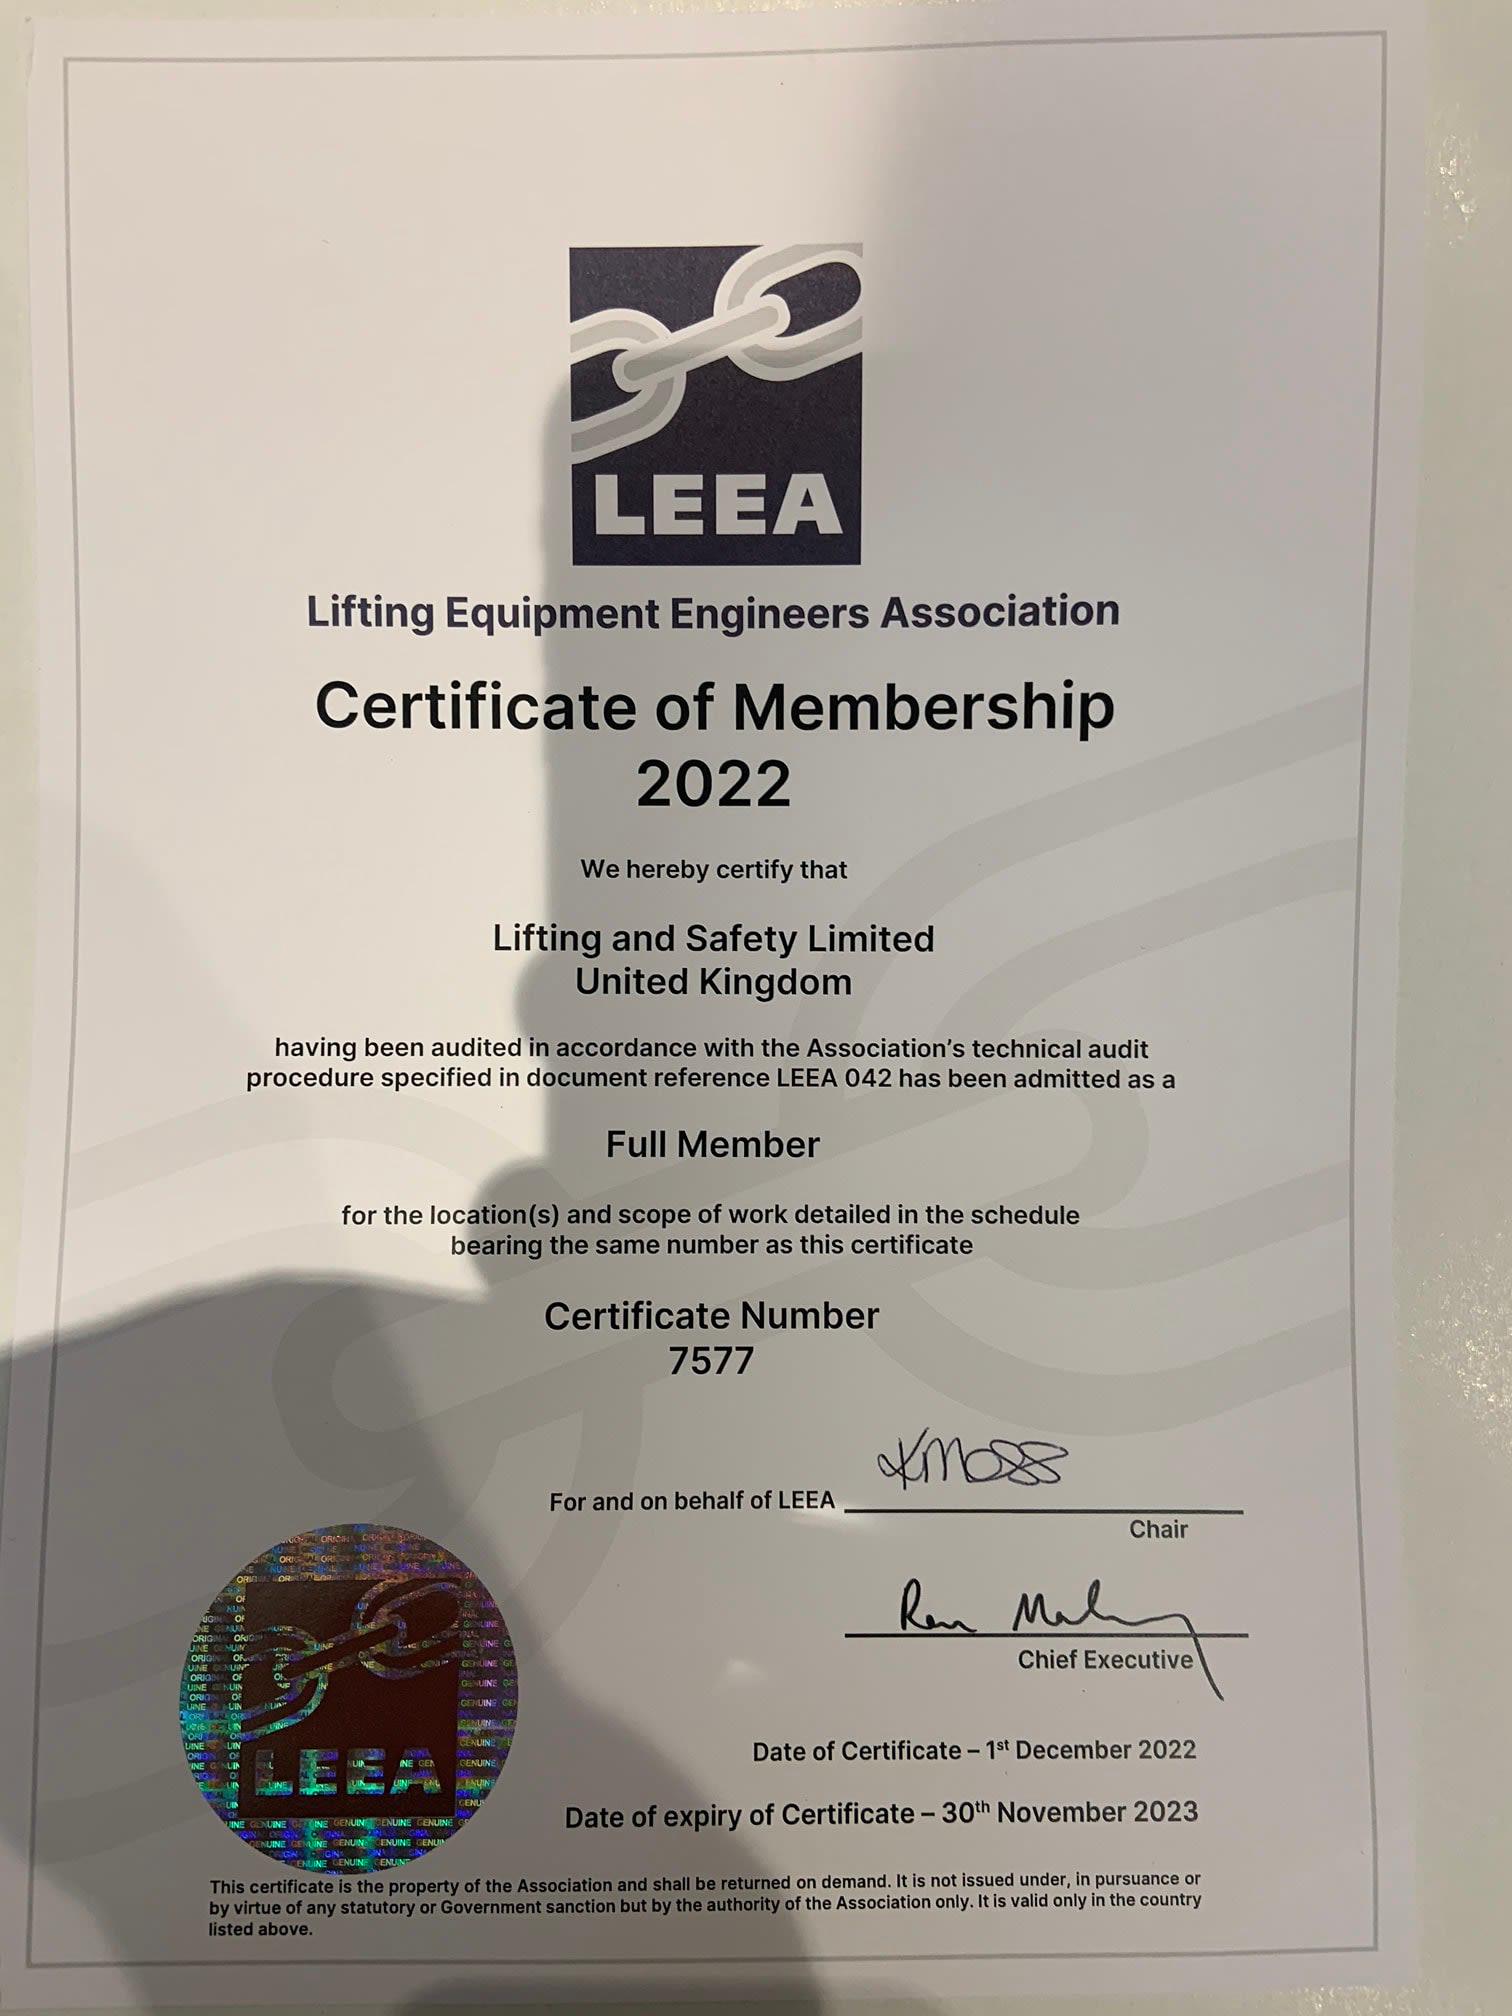 LEEA
Lifting Equipment Engineers Association
Certificate of Membership
2022
We hereby certify that
Lifting and Safety Limited
United Kingdom
having been audited in accordance with the Association's technical audit
procedure specified in document reference LEEA 042 has been admitted as a
Full Member
for the location(s) and scope of work detailed in the schedule
bearing the same number as this certificate
Certificate Number
7577
KMoss
For and on behalf of LEEA
Chair
Chief Executive
LEEA
Date of Certificate – 1st December 2022
Date of expiry of Certificate – 30th November 2023
This certificate is the property of the Association and shall be returned on demand. It is not issued under, in pursuance or
by virtue of any statutory or Government sanction but by the authority of the Association only. It is valid only in the country
listed above.